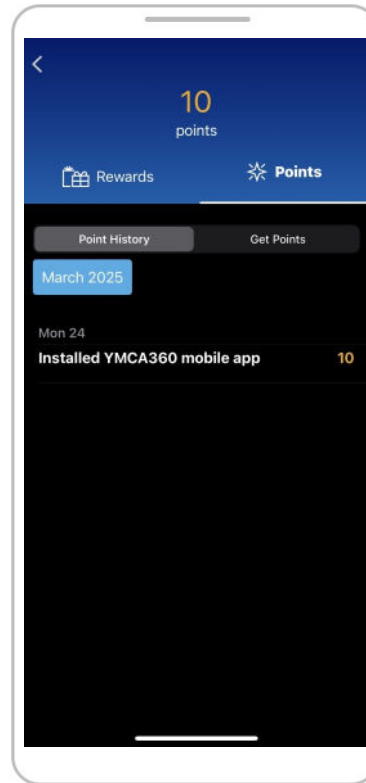 10
points
Rewards
Points
Point History
Get Points
March 2025
Mon 24
Installed YMCA360 mobile app 10